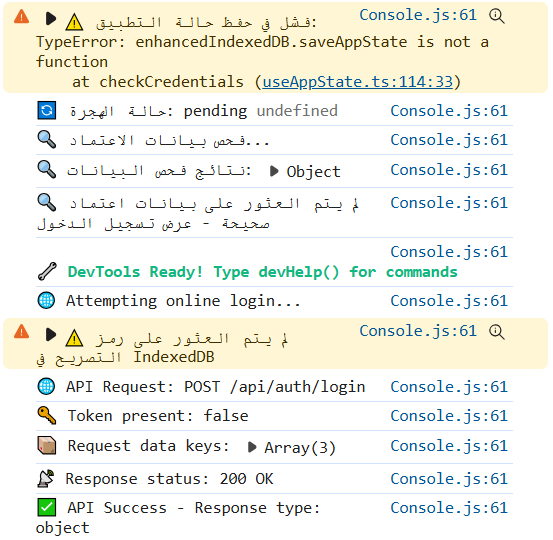 ⚠️ فشل في حفظ حالة التطبيق: Console.js:61
TypeError: enhancedIndexedDB.saveAppState is not a
function
at checkCredentials (useAppState.ts:114:33)
🔄 حالة الهجرة: pending undefined Console.js:61
🔍 فحص بيانات الاعتماد... Console.js:61
🔍 نتائج فحص البيانات: ▶ Object Console.js:61
🔍 لم يتم العثور على بيانات اعتماد Console.js:61
صحيحة - عرض تسجيل الدخول
Console.js:61
🔧 DevTools Ready! Type devHelp() for commands
🌐 Attempting online login... Console.js:61
⚠️ لم يتم العثور على رمز Console.js:61
التصريح في IndexedDB
🌐 API Request: POST /api/auth/login Console.js:61
🔑 Token present: false Console.js:61
📦 Request data keys: ▶ Array(3) Console.js:61
📡 Response status: 200 OK Console.js:61
✅ API Success - Response type: Console.js:61
object